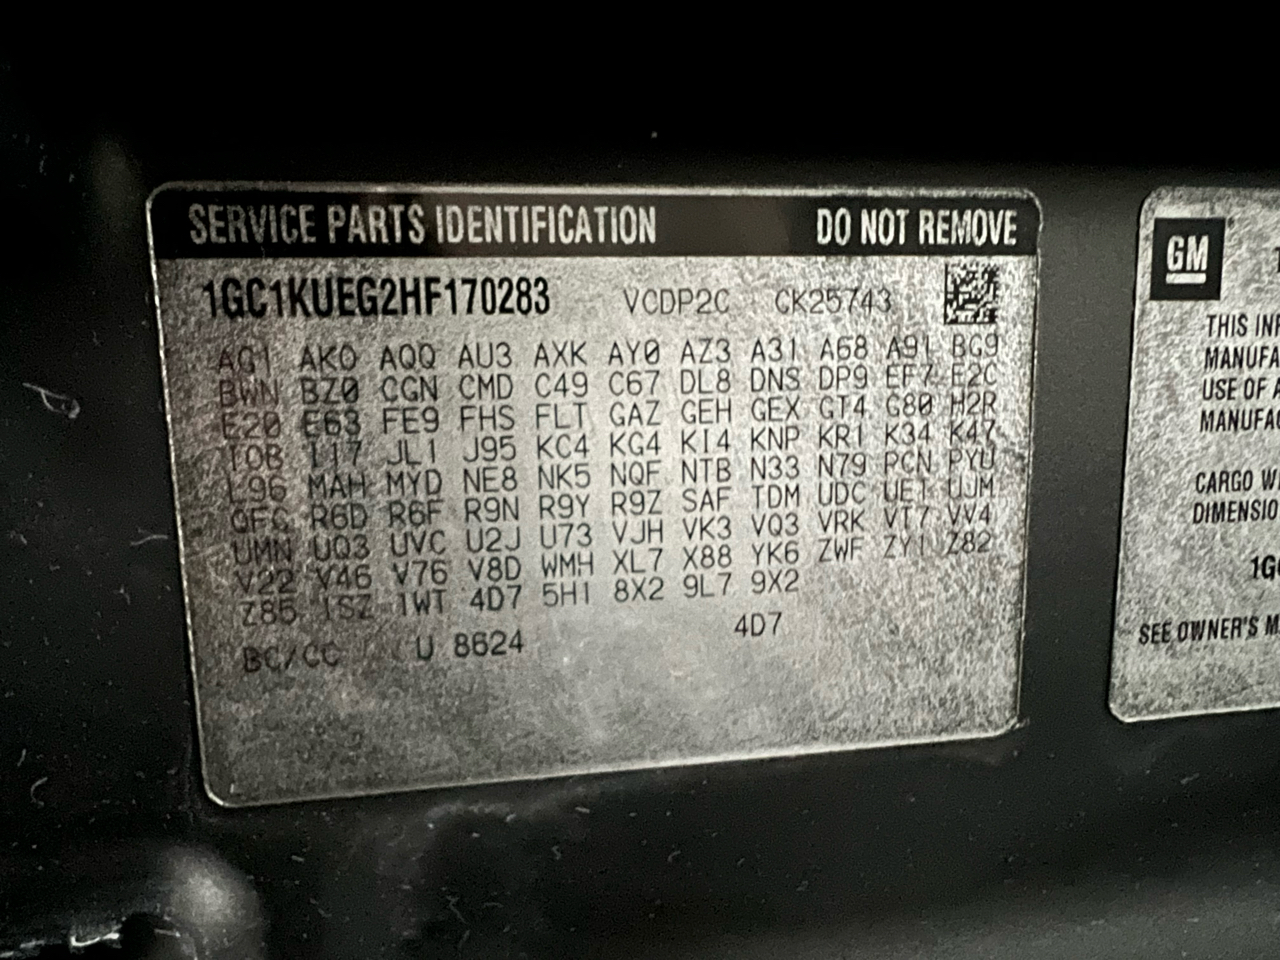 SERVICE PARTS IDENTIFICATION DO NOT REMOVE
1GC1KUEG2HF170283 VCDP2C CK25743
AG1 AKO AQQ AU3 AXK AY0 AZ3 A31 A68 A91 BG9
BWN BZ0 CGN CMD C49 C67 DL8 DNS DP9 EF7 E2C
E20 E63 FE9 FHS FLT GAZ GEH GEX GT4 G80 H2R
IOB I17 JL1 J95 KC4 KG4 KI4 KNP KR1 K34 K47
L96 MAH MYD NE8 NK5 NQF NTB N33 N79 PCN PYU
QFC R6D R6F R9N R9Y R9Z SAF TDM UDC UE1 UJM
UMN UQ3 UVC U2J U73 VJH VK3 VQ3 VRK VT7 VV4
V22 V46 V76 V8D WMH XL7 X88 YK6 ZWF ZY1 Z82
Z85 1SZ 1WT 4D7 5H1 8X2 9L7 9X2
BC/CC U 8624 4D7
GM
THIS
MANUFA
USE OF A
MANUFA
CARGO
DIMENSIO
1G
SEE OWNER'S M